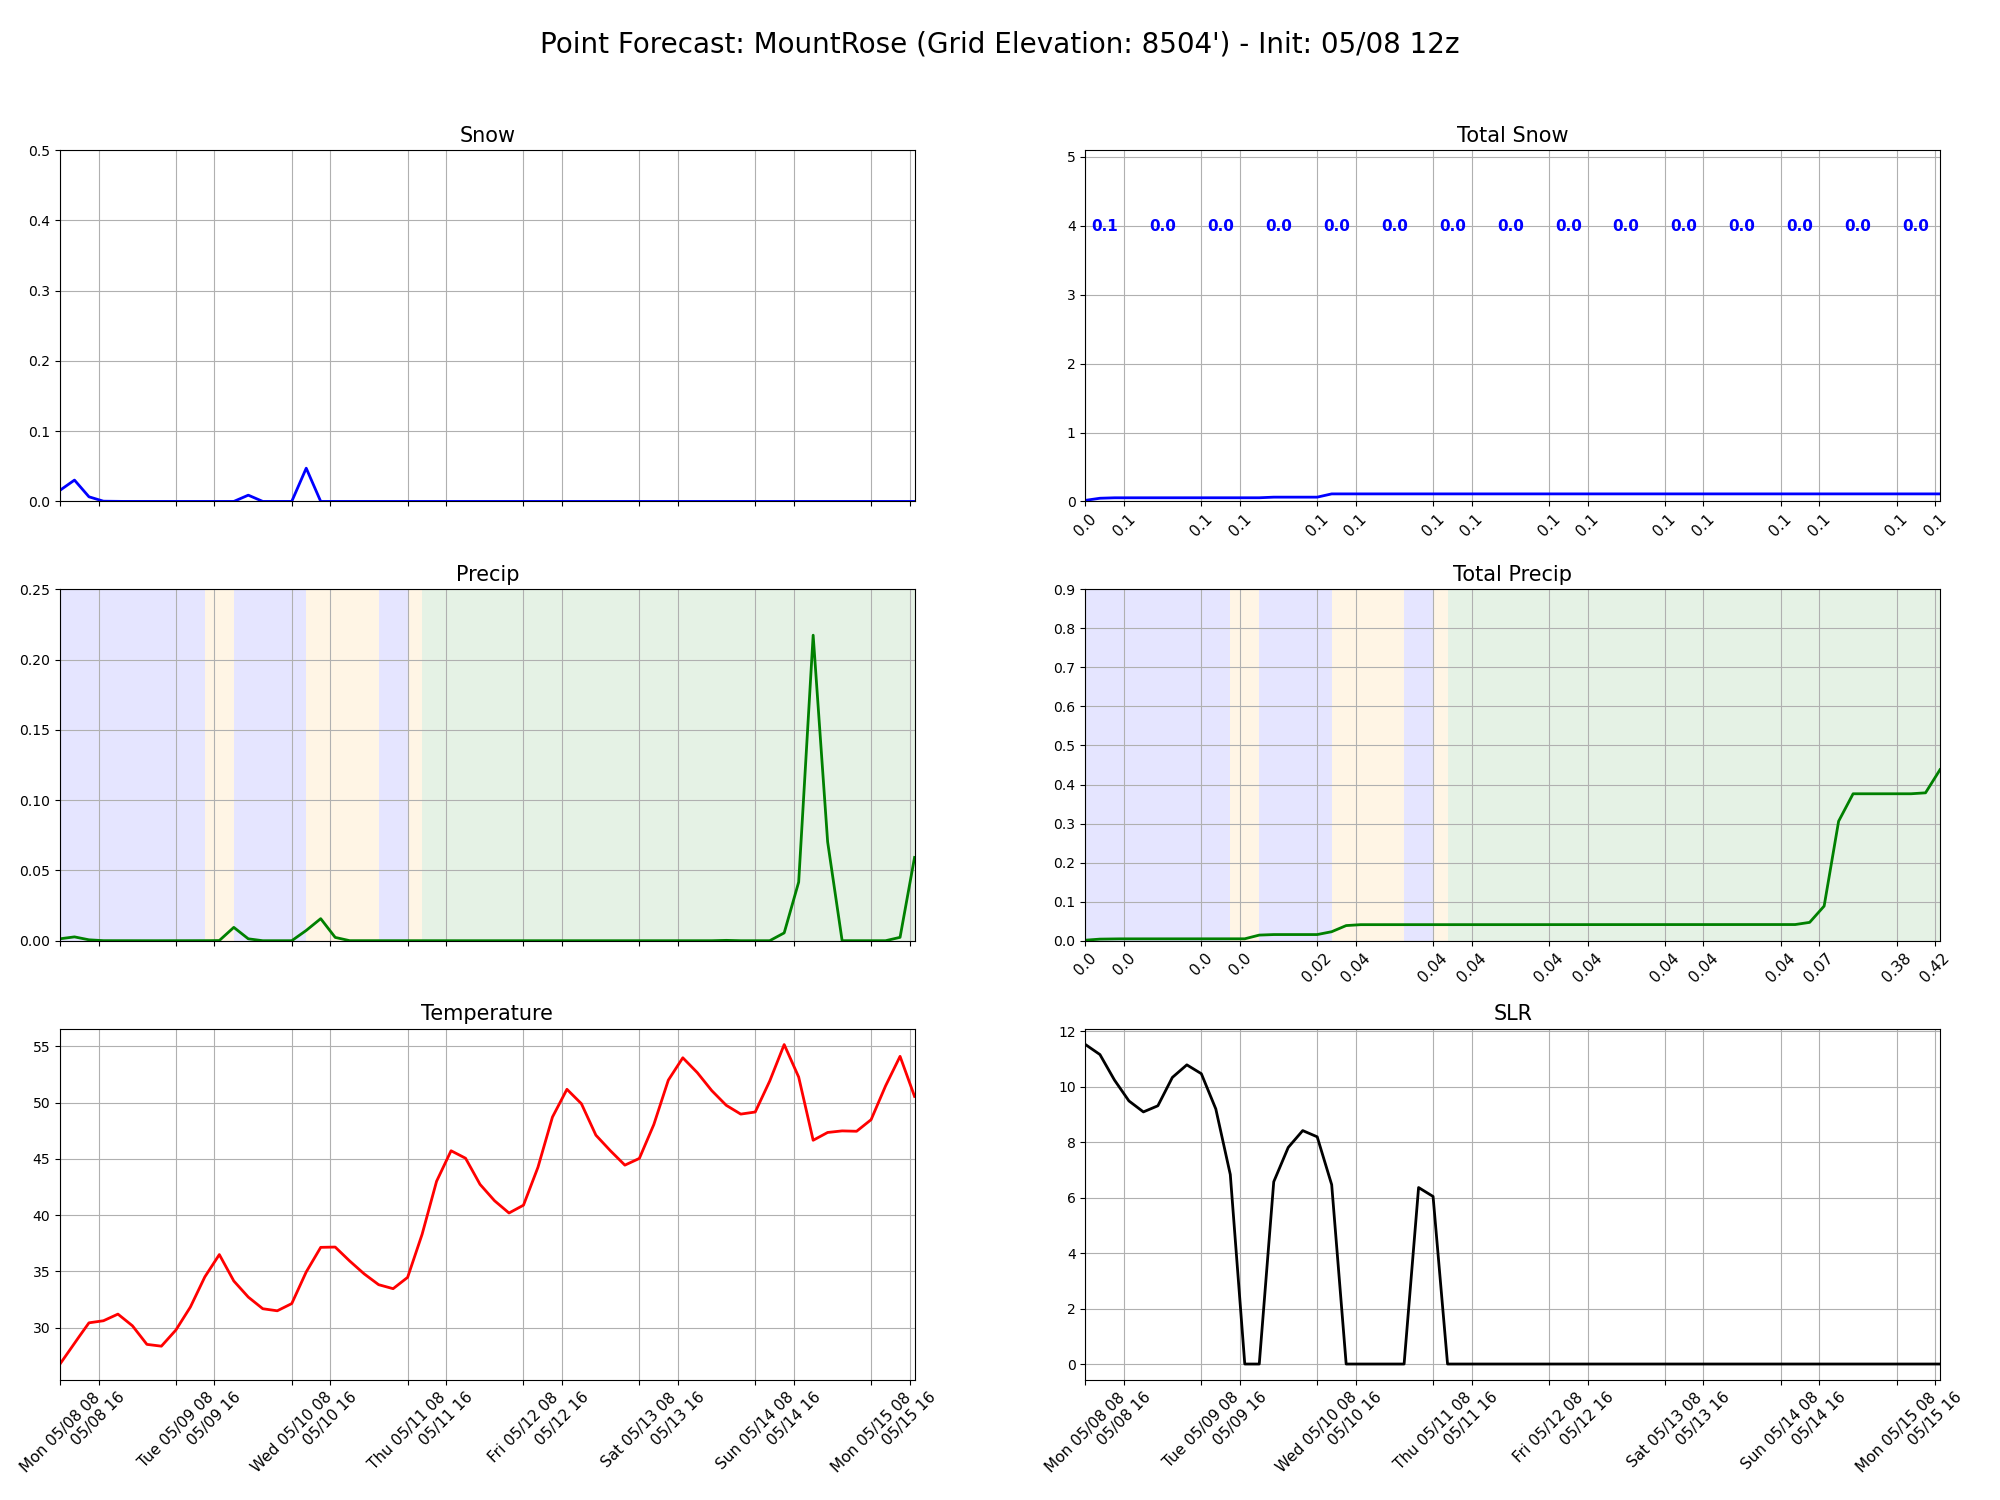 Point Forecast: MountRose (Grid Elevation: 8504') - Init: 05/08 12z
Snow
0.5
0.4
0.3
0.2
0.1
0.0
Total Snow
5
4
3
2
1
0
0.1 0.0 0.0 0.0 0.0 0.0 0.0 0.0 0.0 0.0 0.0 0.0 0.0 0.0 0.0
0.0 0.1 0.1 0.1 0.1 0.1 0.1 0.1 0.1 0.1 0.1 0.1 0.1 0.1 0.1 0.1
Precip
0.25
0.20
0.15
0.10
0.05
0.00
Total Precip
0.9
0.8
0.7
0.6
0.5
0.4
0.3
0.2
0.1
0.0
0.0 0.0 0.0 0.0 0.02 0.04 0.04 0.04 0.04 0.04 0.04 0.04 0.04 0.07 0.38 0.42
Temperature
55
50
45
40
35
30
Mon 05/08 08
05/08 16
Tue 05/09 08
05/09 16
Wed 05/10 08
05/10 16
Thu 05/11 08
05/11 16
Fri 05/12 08
05/12 16
Sat 05/13 08
05/13 16
Sun 05/14 08
05/14 16
Mon 05/15 08
05/15 16
SLR
12
10
8
6
4
2
0
Mon 05/08 08
05/08 16
Tue 05/09 08
05/09 16
Wed 05/10 08
05/10 16
Thu 05/11 08
05/11 16
Fri 05/12 08
05/12 16
Sat 05/13 08
05/13 16
Sun 05/14 08
05/14 16
Mon 05/15 08
05/15 16